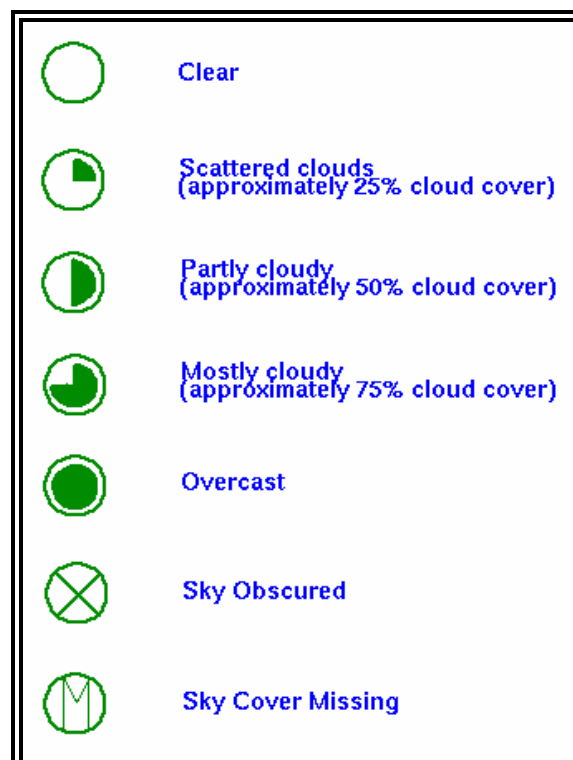 Clear
Scattered clouds
(approximately 25% cloud cover)
Partly cloudy
(approximately 50% cloud cover)
Mostly cloudy
(approximately 75% cloud cover)
Overcast
Sky Obscured
M
Sky Cover Missing